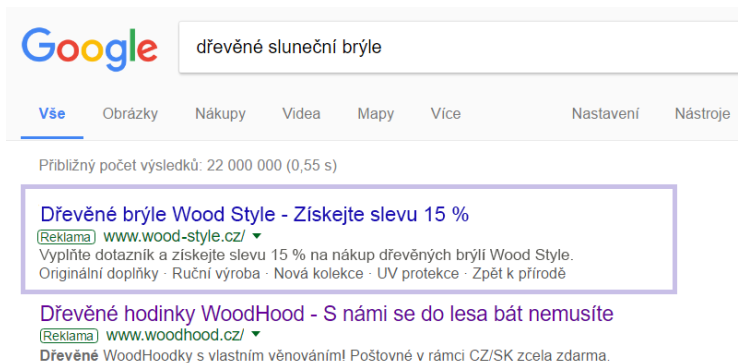 Google
dřevěné sluneční brýle
Vše Obrázky Nákupy Videa Mapy Více Nastavení Nástroje
Přibližný počet výsledků: 22 000 000 (0,55 s)
Dřevěné brýle Wood Style - Získejte slevu 15 %
Reklama www.wood-style.cz/
Vyplňte dotazník a získejte slevu 15 % na nákup dřevěných brýlí Wood Style.
Originální doplňky · Ruční výroba · Nová kolekce · UV protekce · Zpět k přírodě
Dřevěné hodinky WoodHood - S námi se do lesa bát nemusíte
Reklama www.woodhood.cz/
Dřevěné WoodHoodky s vlastním věnováním! Poštovné v rámci CZ/SK zcela zdarma.